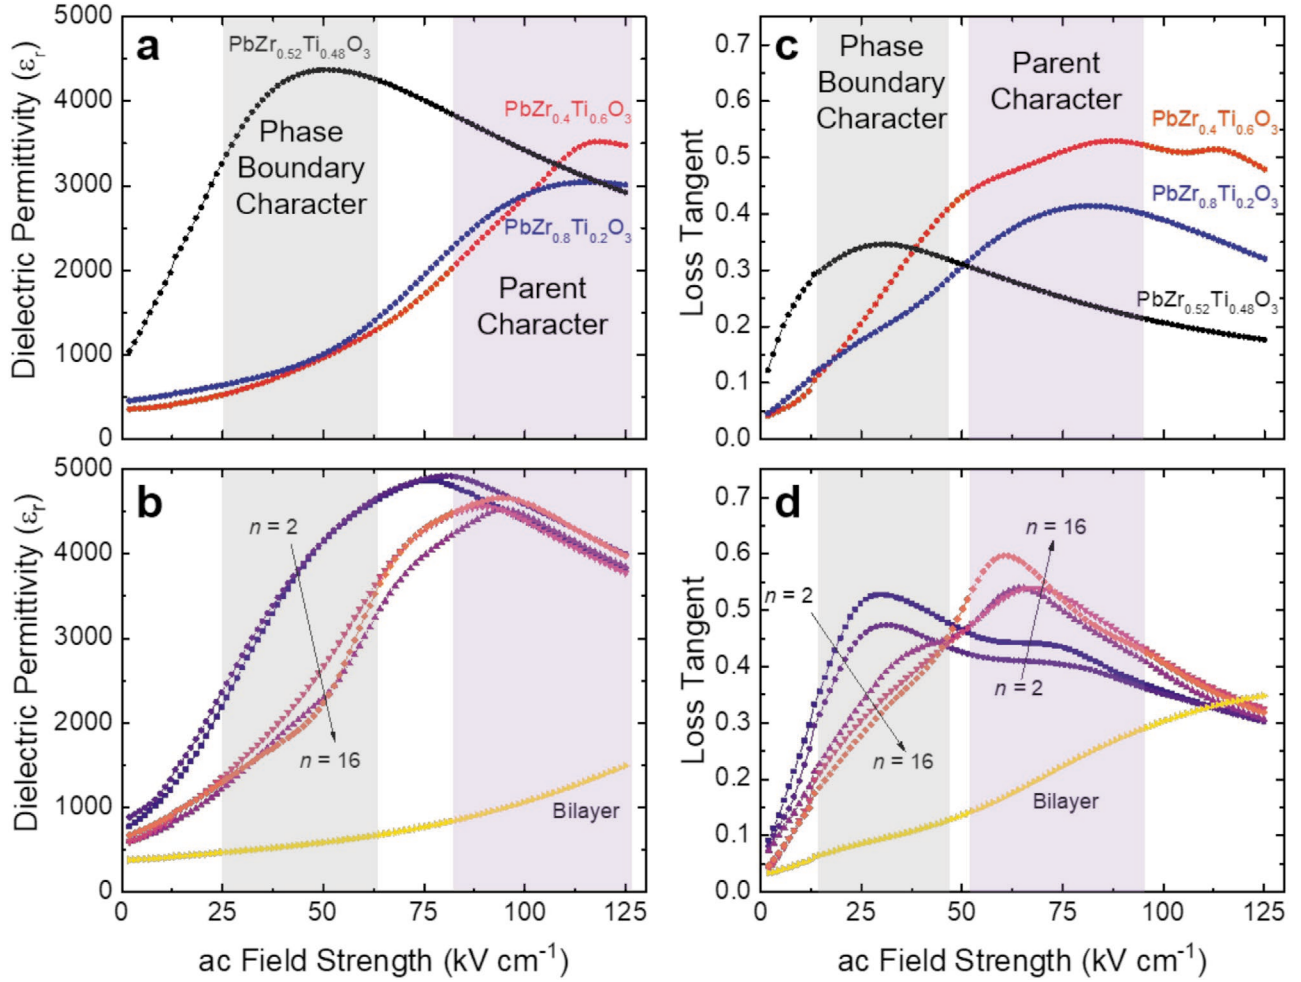 a
PbZr0.52Ti0.48O3
Phase
Boundary
Character
PbZr0.4Ti0.6O3
PbZr0.8Ti0.2O3
Parent
Character
Dielectric Permittivity (εr)
5000
4000
3000
2000
1000
0
c
Phase
Boundary
Character
Parent
Character
PbZr0.4Ti0.6O3
PbZr0.8Ti0.2O3
PbZr0.52Ti0.48O3
Loss Tangent
0.7
0.6
0.5
0.4
0.3
0.2
0.1
0.0
b
n = 2
n = 16
Bilayer
Dielectric Permittivity (εr)
5000
4000
3000
2000
1000
0
0 25 50 75 100 125
ac Field Strength (kV cm-1)
d
n = 16
n = 2
n = 2
n = 16
Bilayer
Loss Tangent
0.7
0.6
0.5
0.4
0.3
0.2
0.1
0.0
0 25 50 75 100 125
ac Field Strength (kV cm-1)